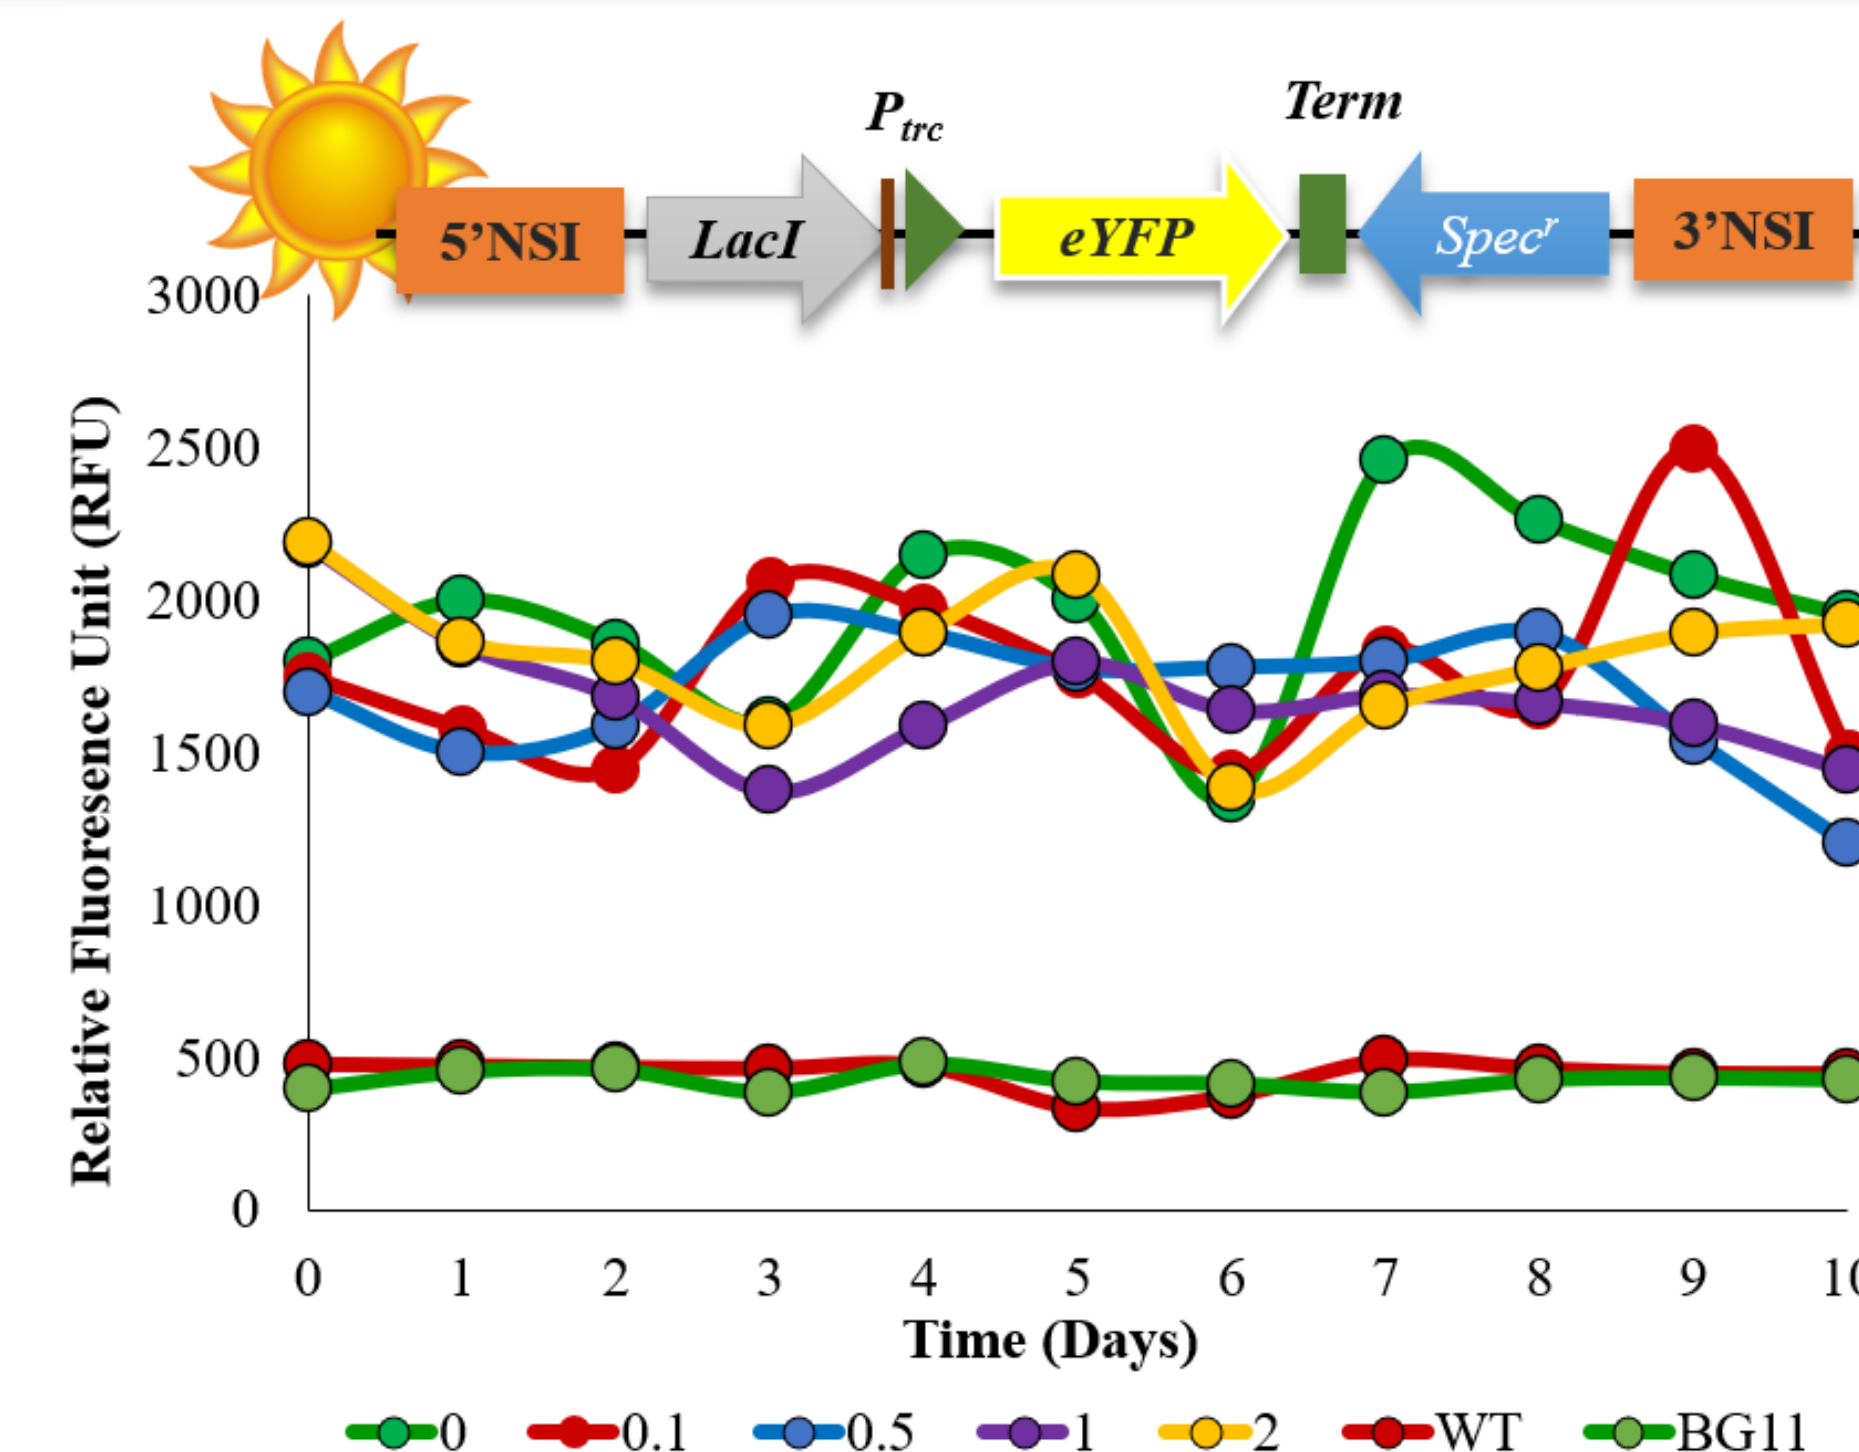 P trc
Term
5’NSI LacI eYFP Spec r 3’NSI
3000
2500
2000
1500
1000
500
0
Relative Fluoresence Unit (RFU)
0 1 2 3 4 5 6 7 8 9 10
Time (Days)
0 0.1 0.5 1 2 WT BG11